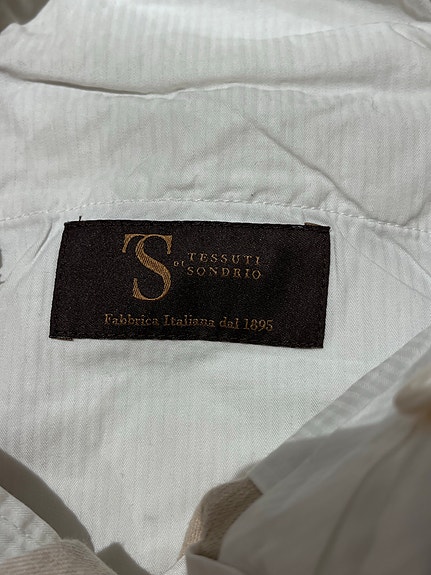 TS
DI TESSUTI
SONDRIO
Fabbrica Italiana dal 1895